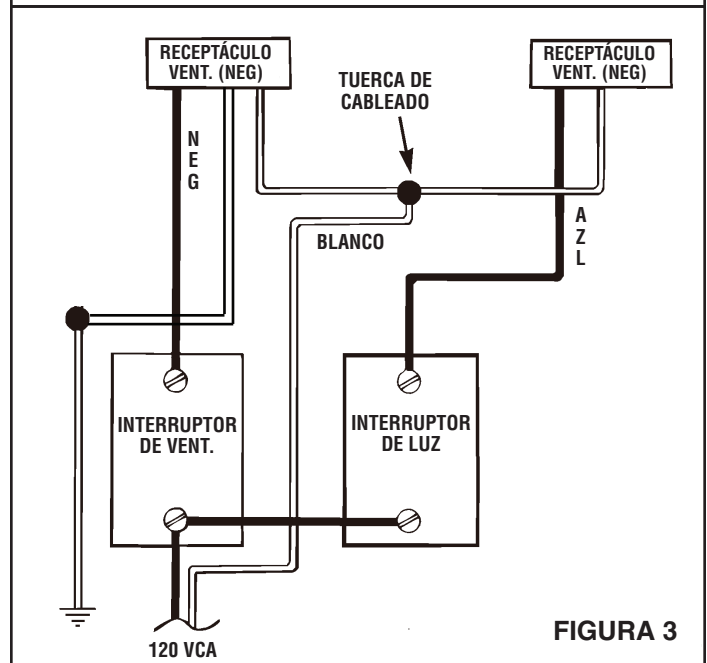 RECEPTÁCULO
VENT. (NEG)
RECEPTÁCULO
VENT. (NEG)
TUERCA DE
CABLEADO
N
E
G
BLANCO
A
Z
L
INTERRUPTOR
DE VENT.
INTERRUPTOR
DE LUZ
120 VCA
FIGURA 3